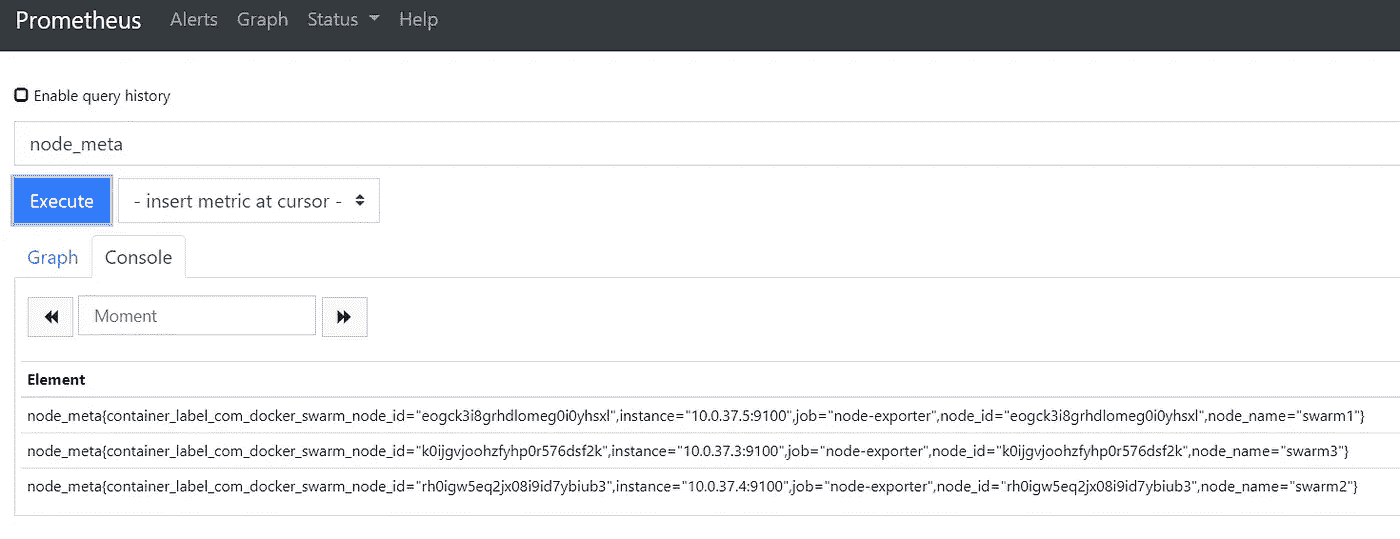 Prometheus Alerts Graph Status Help
Enable query history
node_meta
Execute - insert metric at cursor -
Graph Console
Moment
Element
node_meta{container_label_com_docker_swarm_node_id="eogck3i8grhdlomeg0i0yhsxl",instance="10.0.37.5:9100",job="node-exporter",node_id="eogck3i8grhdlomeg0i0yhsxl",node_name="swarm1"}
node_meta{container_label_com_docker_swarm_node_id="k0ijgvjoohzfyhp0r576dsf2k",instance="10.0.37.3:9100",job="node-exporter",node_id="k0ijgvjoohzfyhp0r576dsf2k",node_name="swarm3"}
node_meta{container_label_com_docker_swarm_node_id="rh0igw5eq2jx08i9id7ybiub3",instance="10.0.37.4:9100",job="node-exporter",node_id="rh0igw5eq2jx08i9id7ybiub3",node_name="swarm2"}